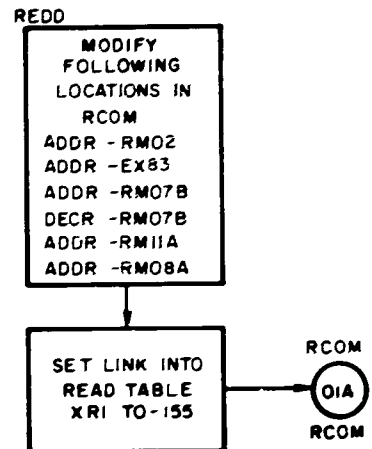 REDD
MODIFY
FOLLOWING
LOCATIONS IN
RCOM
ADDR -RM02
ADDR -EX83
ADDR -RM07B
DECR -RM07B
ADDR -RM11A
ADDR -RM08A
SET LINK INTO
READ TABLE
XR1 TO-155
RCOM
01A
RCOM